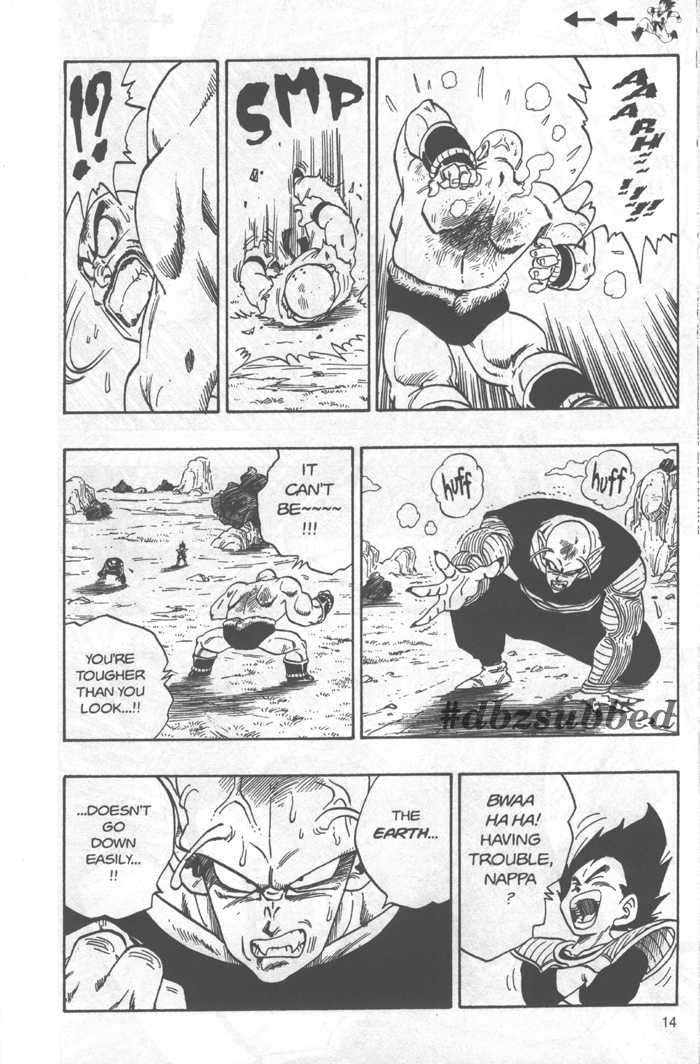 AAARH~!!!!
SMP
!?
huff
huff
#dbzsubbed
IT
CAN'T
BE~~~~
!!!
YOU'RE
TOUGHER
THAN YOU
LOOK...!!
BWAA
HA HA!
HAVING
TROUBLE,
NAPPA
?
THE
EARTH...
...DOESN'T
GO
DOWN
EASILY...
!!
14